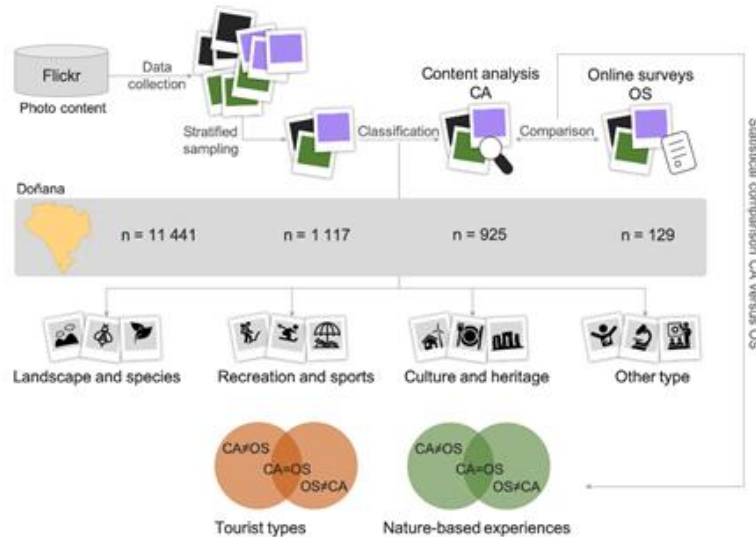 Flickr
Photo content
Data
collection
Stratified
sampling
Classification
Content analysis
CA
Comparison
Online surveys
OS
Statistical comparison CA versus OS
Doñana
n = 11 441
n = 1 117
n = 925
n = 129
Landscape and species
Recreation and sports
Culture and heritage
Other type
CA≠OS
CA=OS
OS≠CA
Tourist types
CA≠OS
CA=OS
OS≠CA
Nature-based experiences